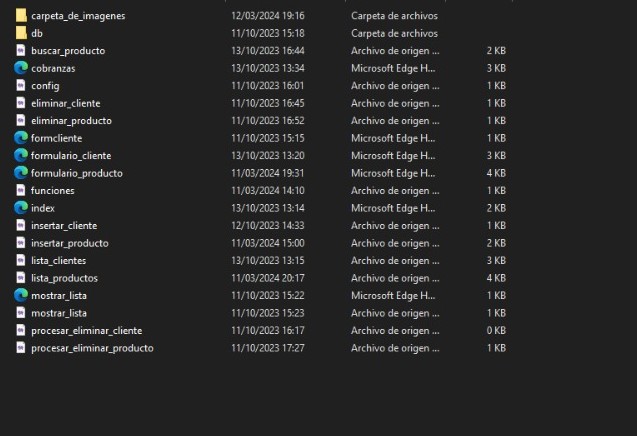 carpeta_de_imagenes 12/03/2024 19:16 Carpeta de archivos
db 11/10/2023 15:18 Carpeta de archivos
buscar_producto 13/10/2023 16:44 Archivo de origen ... 2 KB
cobranzas 13/10/2023 13:34 Microsoft Edge H... 3 KB
config 11/10/2023 16:01 Archivo de origen ... 1 KB
eliminar_cliente 11/10/2023 16:45 Archivo de origen ... 1 KB
eliminar_producto 11/10/2023 16:52 Archivo de origen ... 1 KB
formcliente 11/10/2023 15:15 Microsoft Edge H... 1 KB
formulario_cliente 13/10/2023 13:20 Microsoft Edge H... 3 KB
formulario_producto 11/03/2024 19:31 Microsoft Edge H... 4 KB
funciones 11/03/2024 14:10 Archivo de origen ... 1 KB
index 13/10/2023 13:14 Microsoft Edge H... 2 KB
insertar_cliente 12/10/2023 14:33 Archivo de origen ... 1 KB
insertar_producto 11/03/2024 15:00 Archivo de origen ... 2 KB
lista_clientes 13/10/2023 13:15 Archivo de origen ... 3 KB
lista_productos 11/03/2024 20:17 Archivo de origen ... 4 KB
mostrar_lista 11/10/2023 15:22 Microsoft Edge H... 1 KB
mostrar_lista 11/10/2023 15:23 Archivo de origen ... 1 KB
procesar_eliminar_cliente 11/10/2023 16:17 Archivo de origen ... 0 KB
procesar_eliminar_producto 11/10/2023 17:27 Archivo de origen ... 1 KB